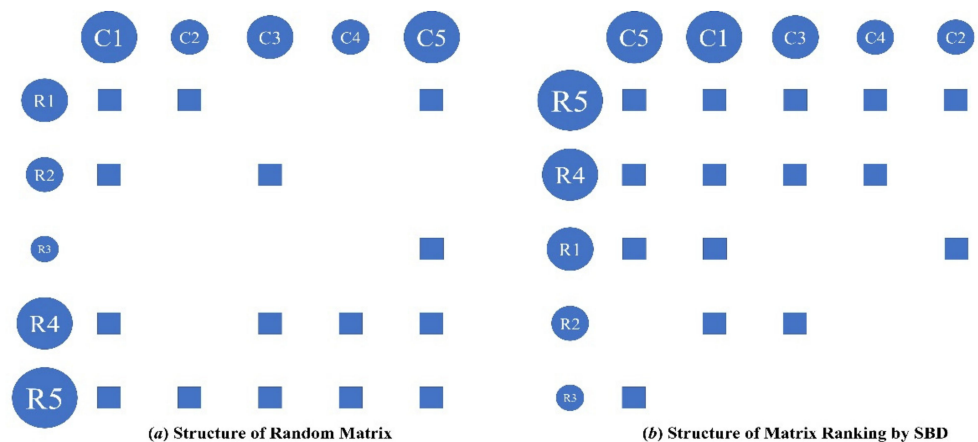 C1 C2 C3 C4 C5
R1
R2
R3
R4
R5
(a) Structure of Random Matrix
C5 C1 C3 C4 C2
R5
R4
R1
R2
R3
(b) Structure of Matrix Ranking by SBD